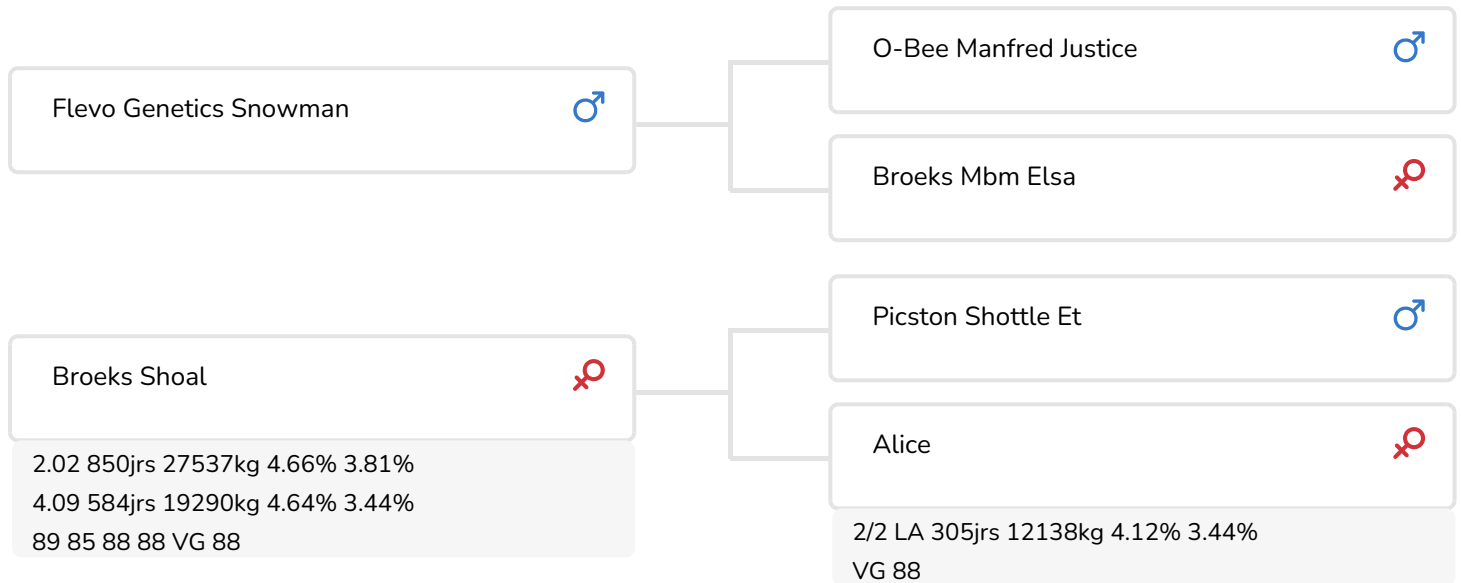 O-Bee Manfred Justice
Flevo Genetics Snowman
Broeks Mbm Elsa
Picston Shottle Et
Broeks Shoal
2.02 850jrs 27537kg 4.66% 3.81%
4.09 584jrs 19290kg 4.64% 3.44%
89 85 88 88 VG 88
Alice
2/2 LA 305jrs 12138kg 4.12% 3.44%
VG 88